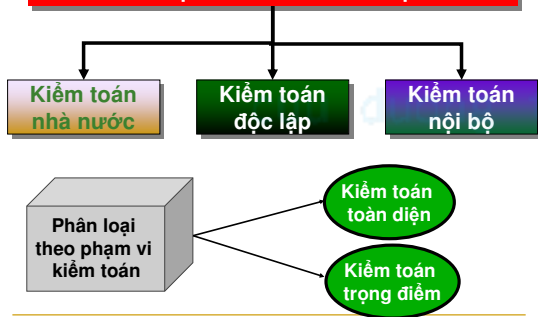 Kiểm toán
nhà nước
Kiểm toán
độc lập
Kiểm toán
nội bộ
Phân loại
theo phạm vi
kiểm toán
Kiểm toán
toàn diện
Kiểm toán
trọng điểm